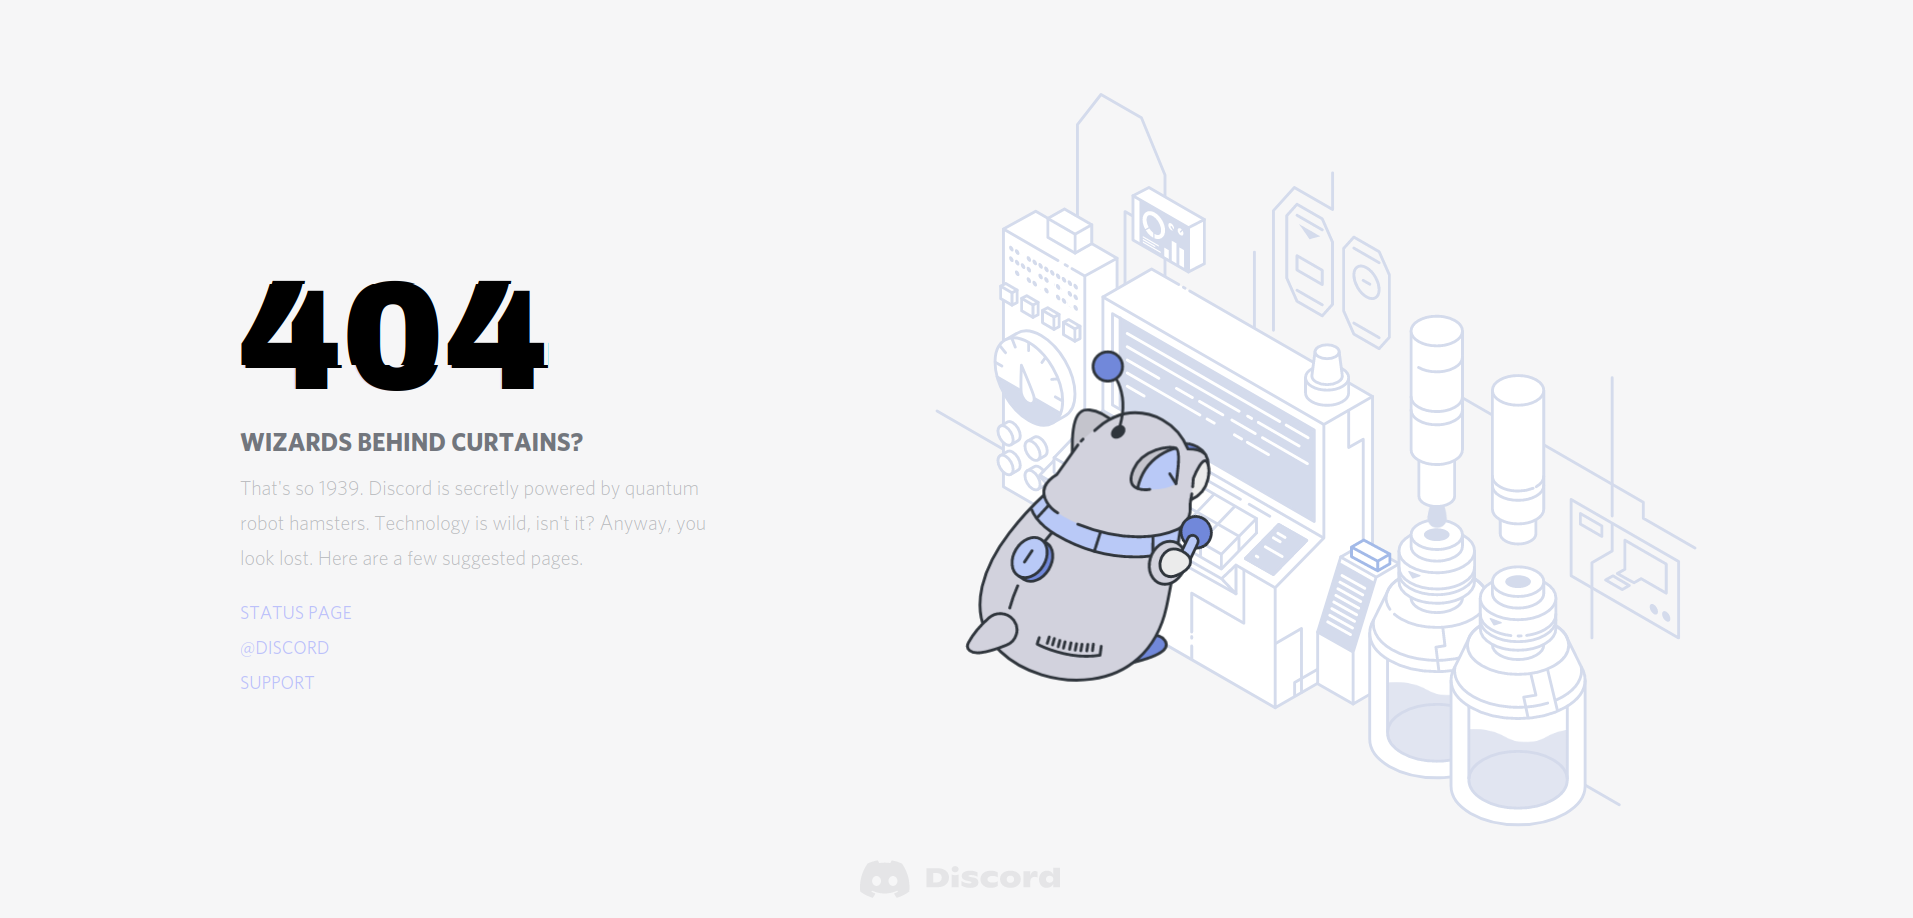 404
WIZARDS BEHIND CURTAINS?
That's so 1939. Discord is secretly powered by quantum
robot hamsters. Technology is wild, isn't it? Anyway, you
look lost. Here are a few suggested pages.
STATUS PAGE
@DISCORD
SUPPORT
Discord